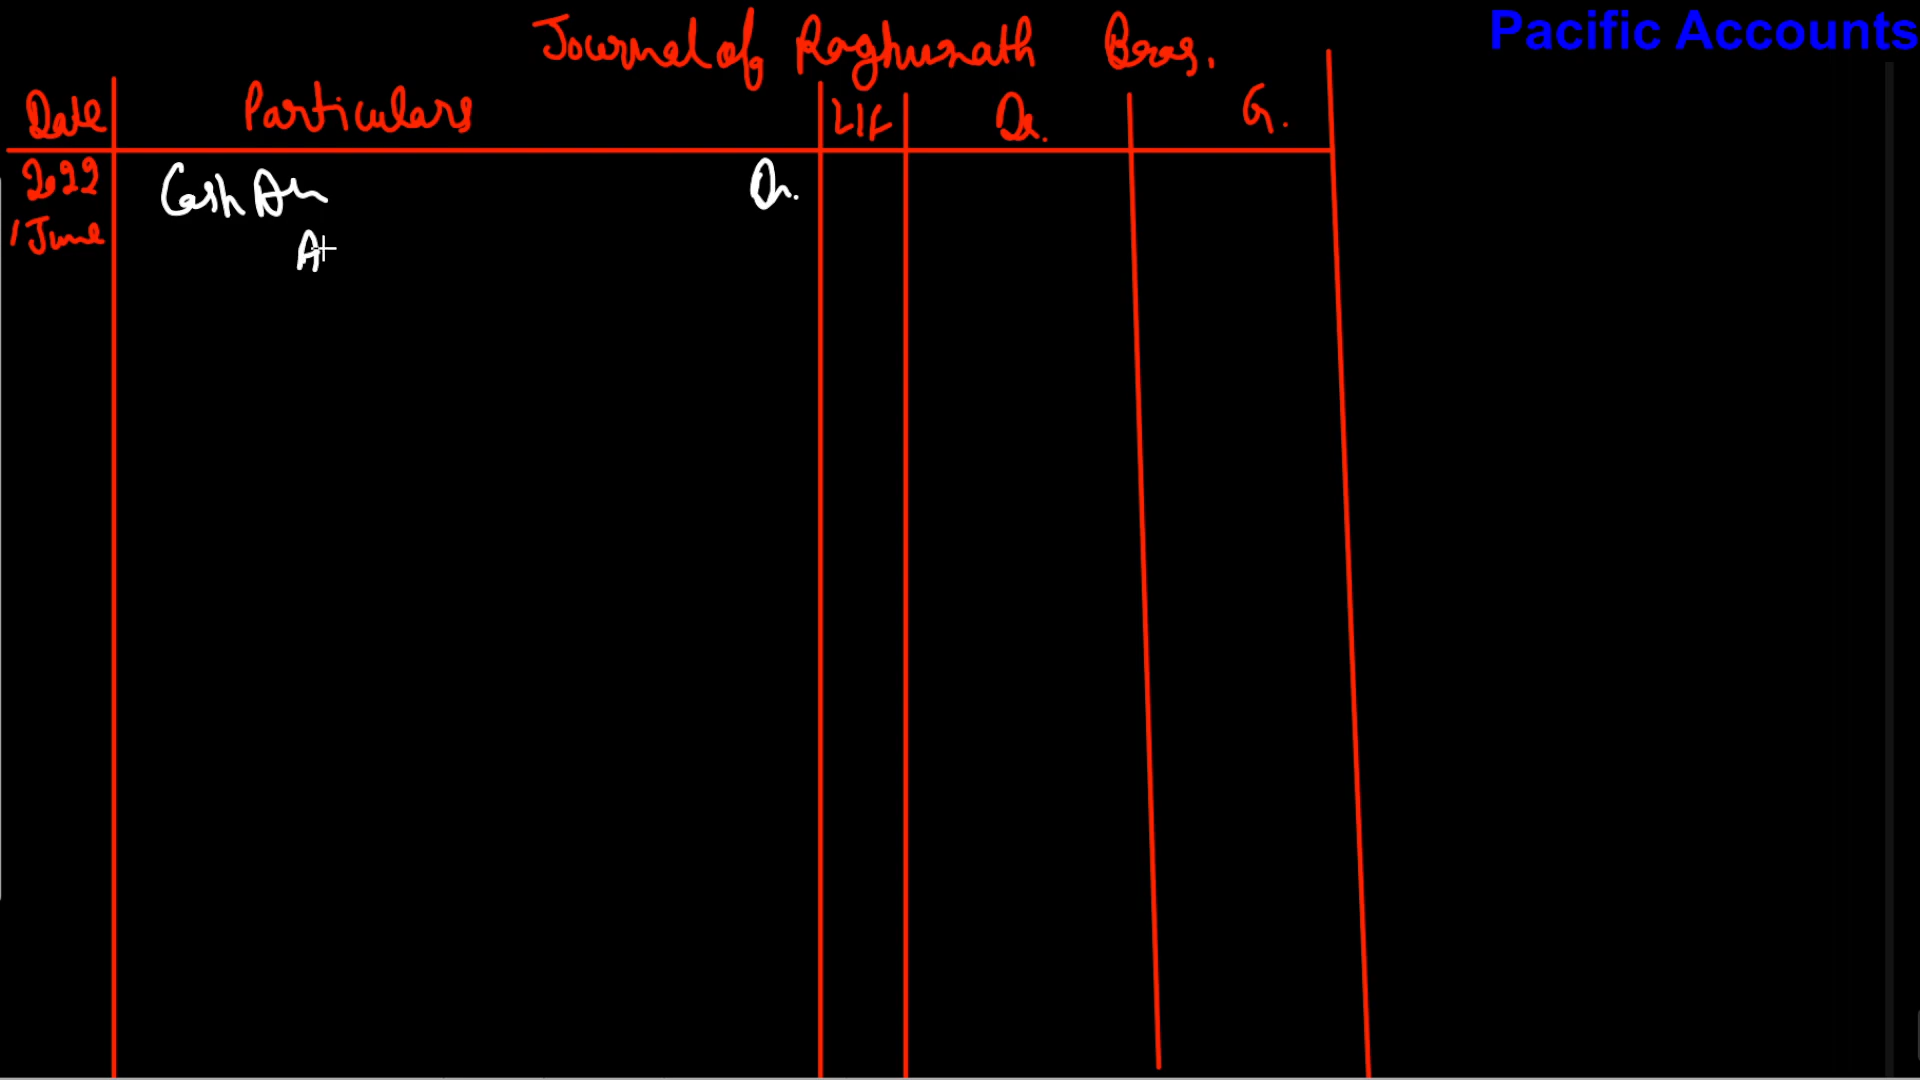 Journal of Raghunath Bros.
Pacific Accounts
Date Particulars L/F Dr. Cr.
2022 Cash A/c Dr.
1 June A